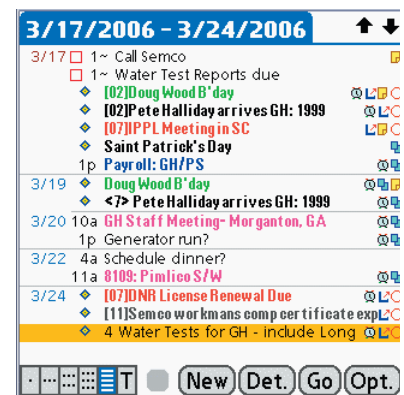 3/17/2006 - 3/24/2006
3/17 1~ Call Semco
1~ Water Test Reports due
[02]Doug Wood B'day
[02]Pete Halliday arrives GH: 1999
[07]IPPL Meeting in SC
Saint Patrick's Day
1p Payroll: GH/PS
3/19 Doug Wood B'day
<7> Pete Halliday arrives GH: 1999
3/20 10a GH Staff Meeting- Morganton, GA
1p Generator run?
3/22 4a Schedule dinner?
11a 8109: Pimlico S/W
3/24 [07]DNR License Renewal Due
[11]Semco workmans comp certificate exp
4 Water Tests for GH - include Long
T New Det. Go Opt.